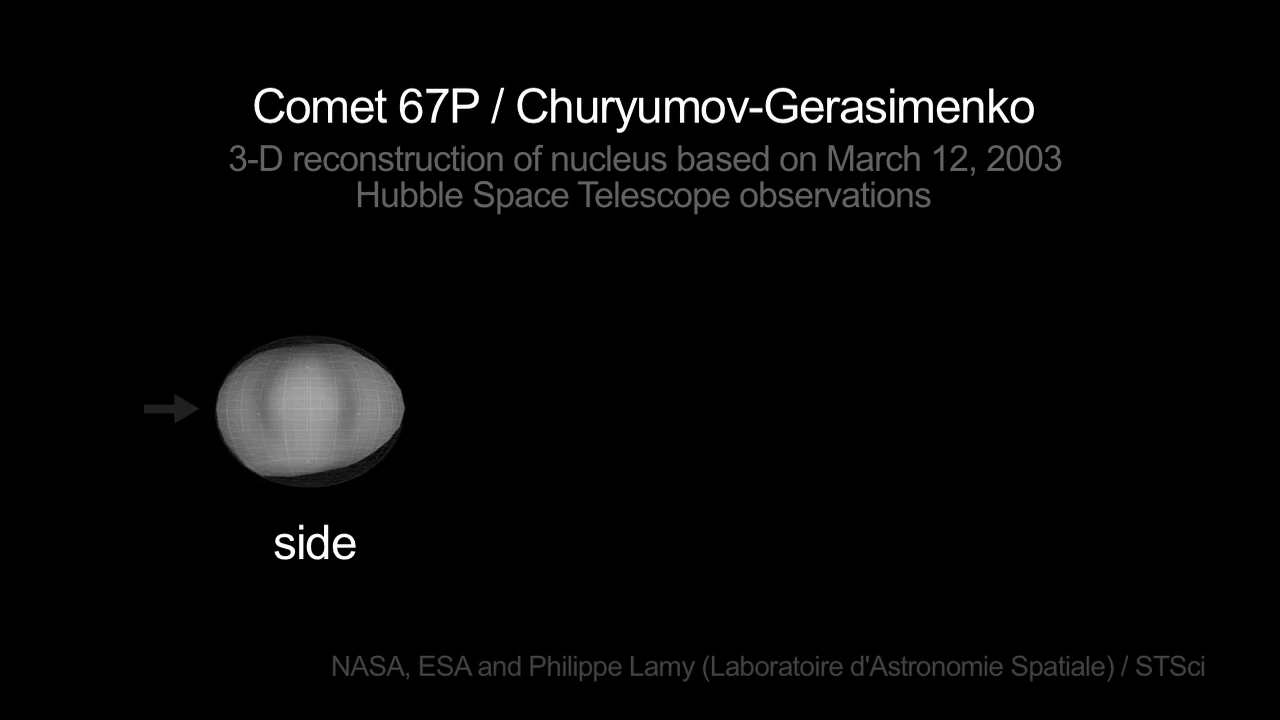 Comet 67P / Churyumov-Gerasimenko
3-D reconstruction of nucleus based on March 12, 2003
Hubble Space Telescope observations
side
NASA, ESA and Philippe Lamy (Laboratoire d'Astronomie Spatiale) / STScI